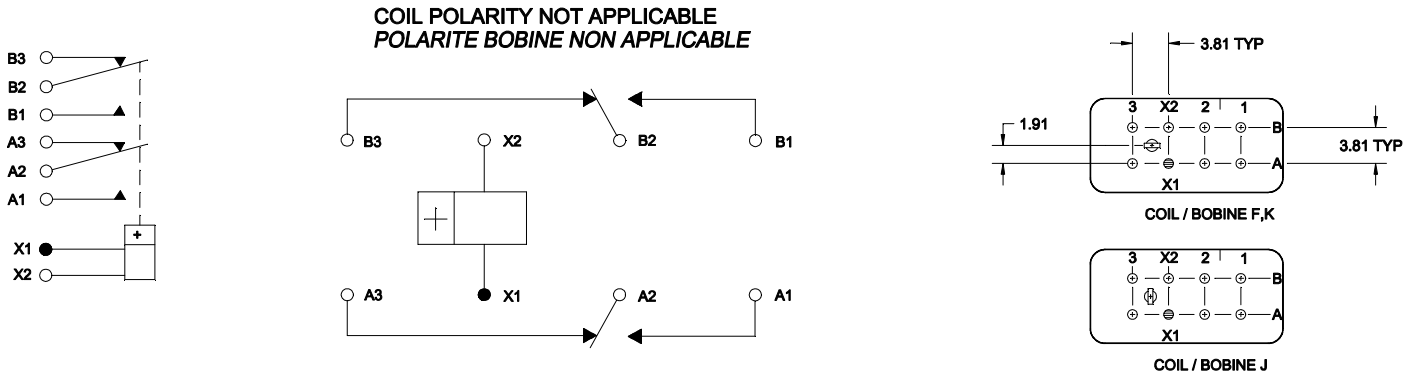 COIL POLARITY NOT APPLICABLE
POLARITE BOBINE NON APPLICABLE
B3
B2
B1
A3
A2
A1
+
X1
X2
B3 X2 B2 B1
+
A3 X1 A2 A1
3.81 TYP
3 X2 2 1
1.91
B
3.81 TYP
A
X1
COIL / BOBINE F,K
3 X2 2 1
B
A
X1
COIL / BOBINE J